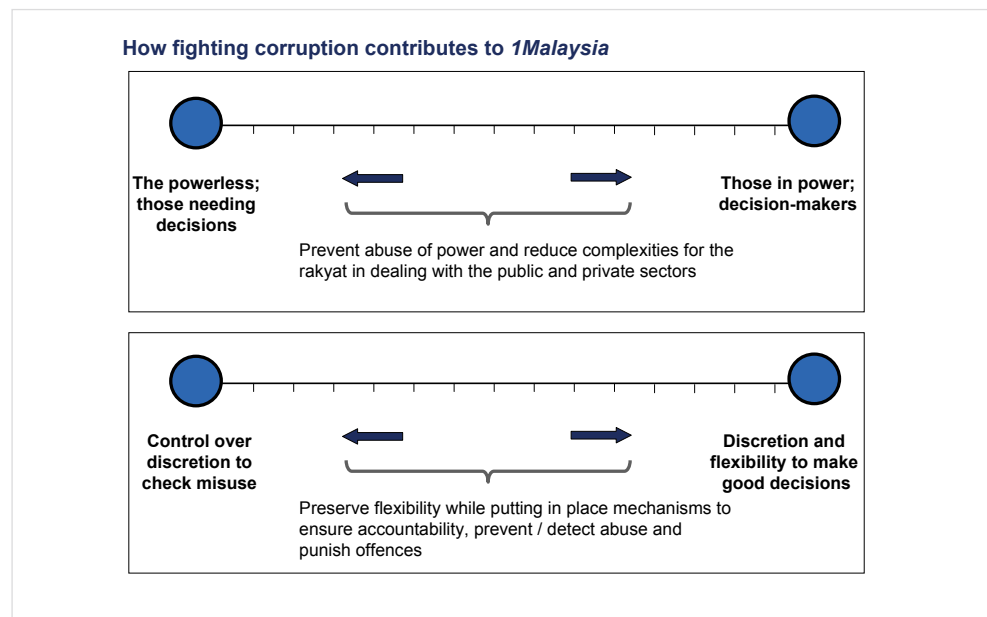 How fighting corruption contributes to 1Malaysia
The powerless;
those needing
decisions
Those in power;
decision-makers
Prevent abuse of power and reduce complexities for the
rakyat in dealing with the public and private sectors
Control over
discretion to
check misuse
Discretion and
flexibility to make
good decisions
Preserve flexibility while putting in place mechanisms to
ensure accountability, prevent / detect abuse and
punish offences